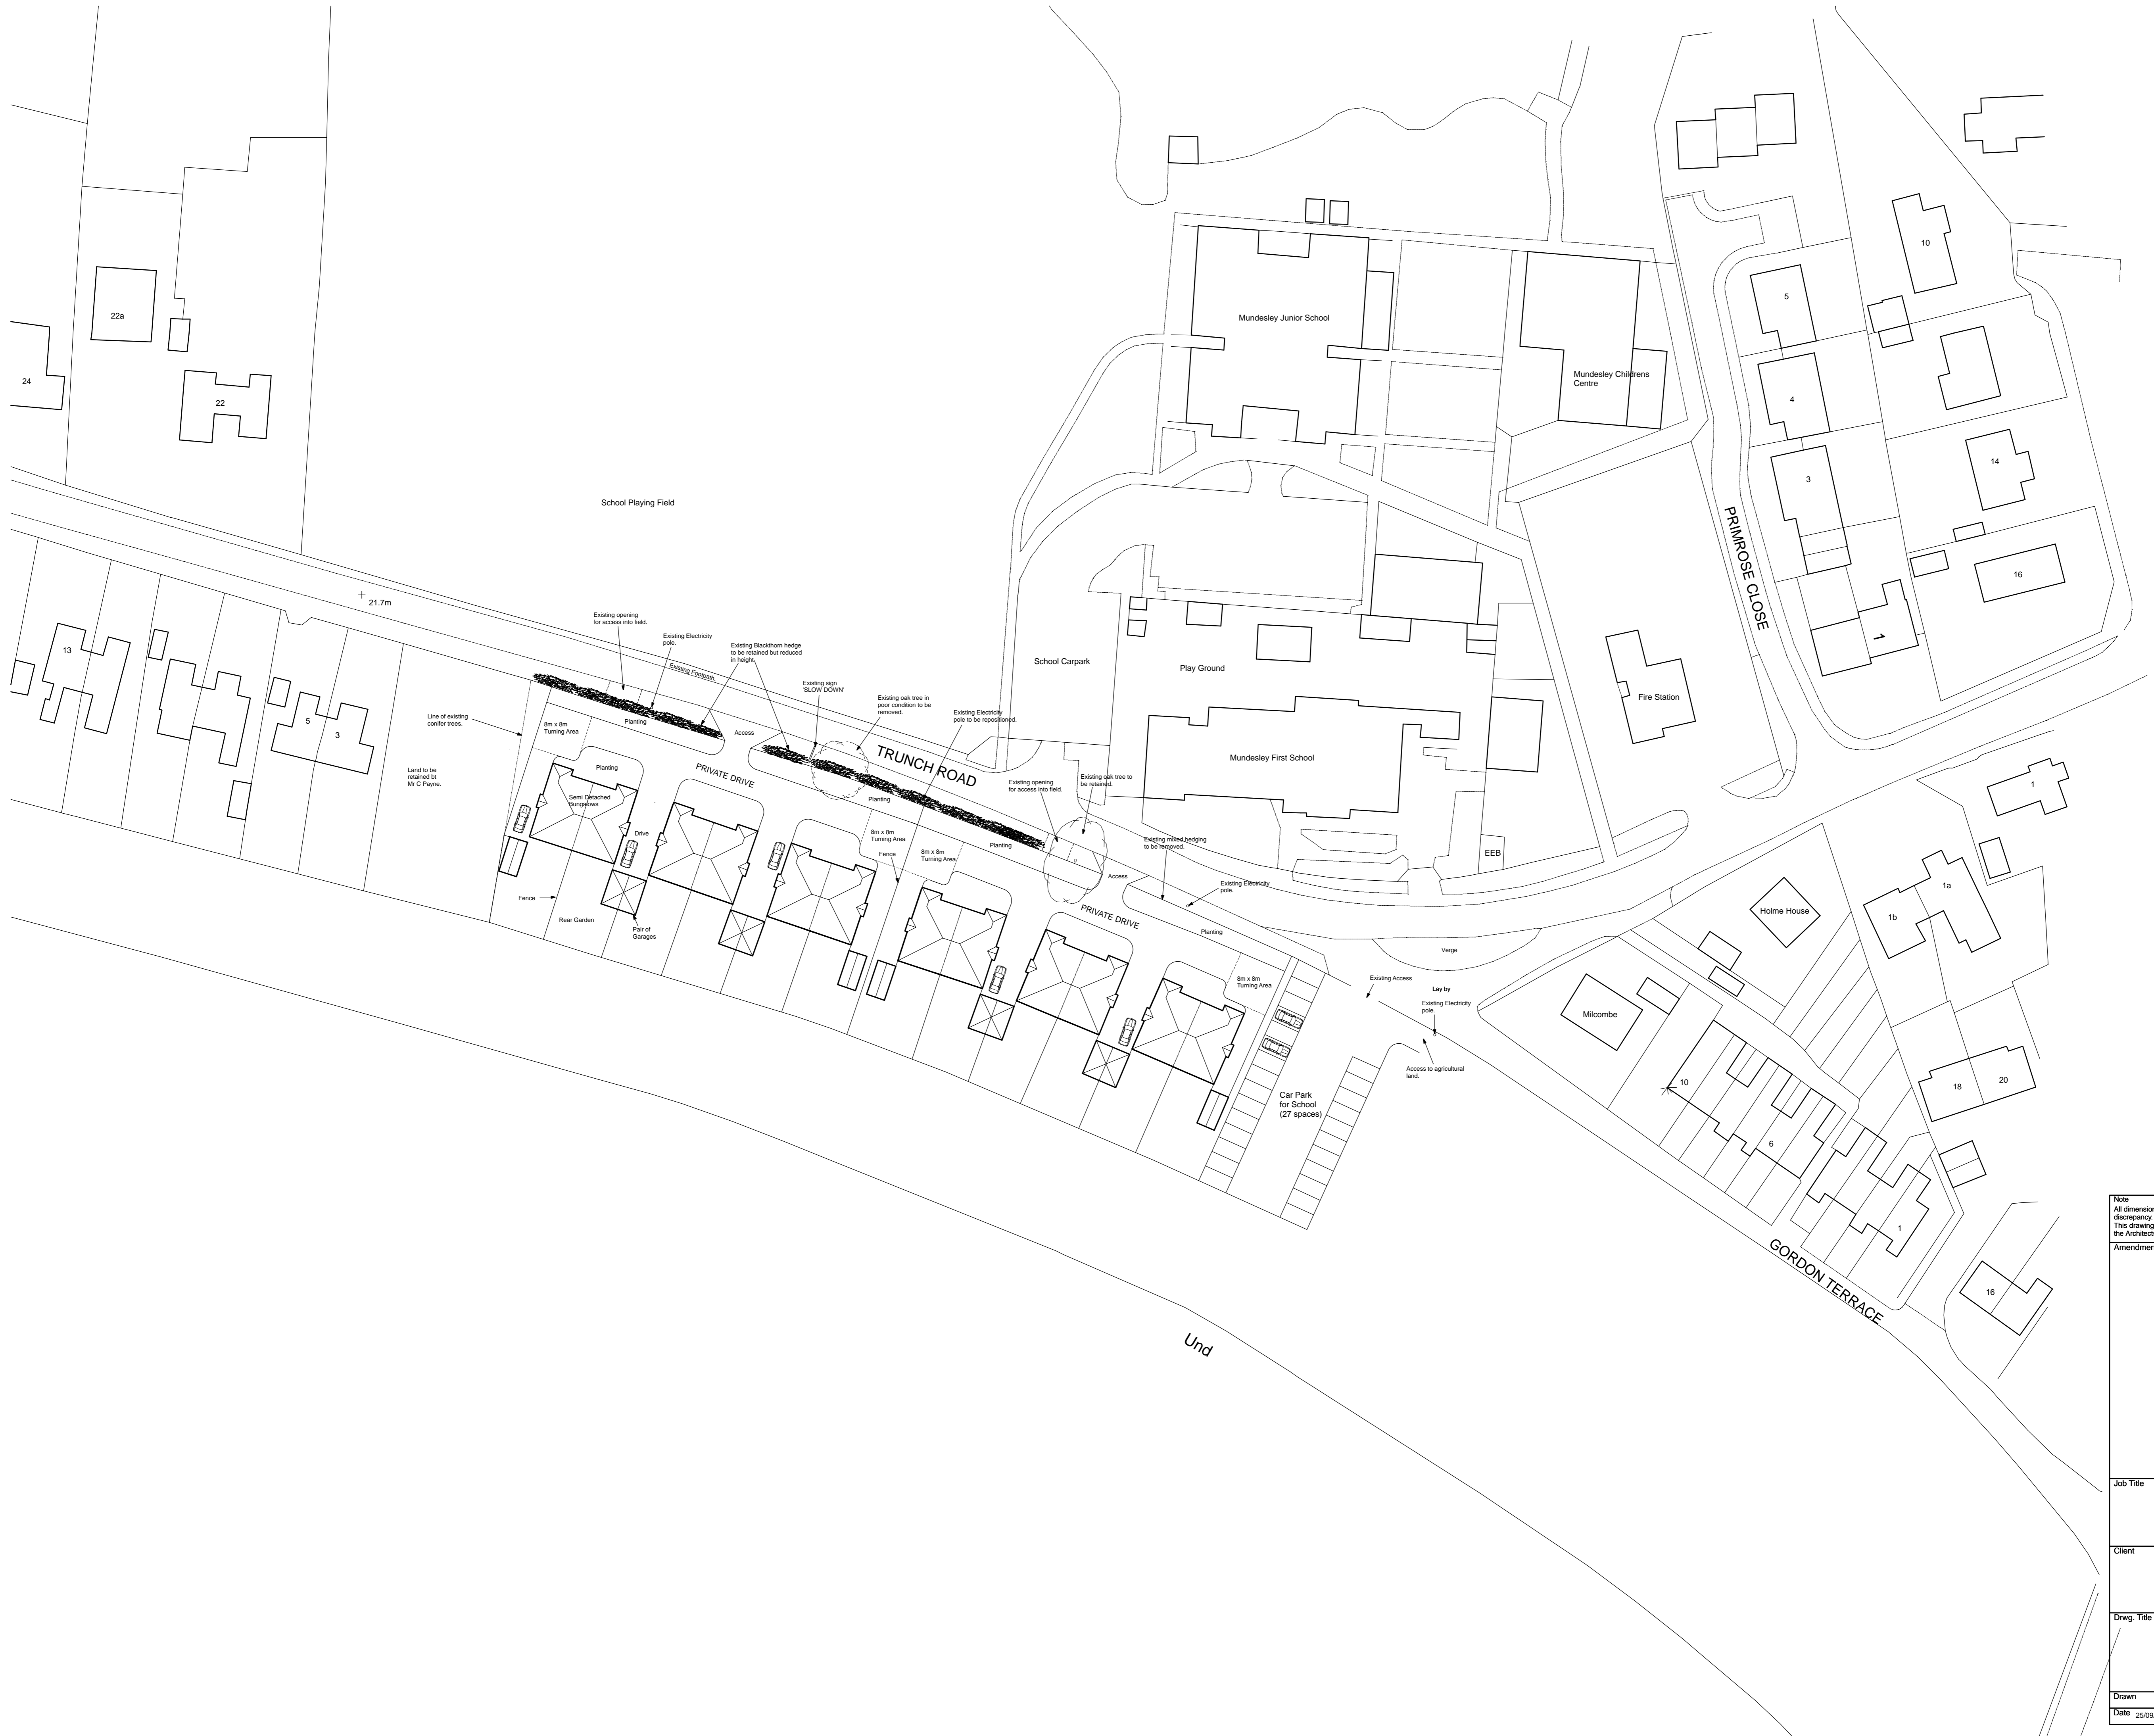 10
5
22a
Mundesley Junior School
24
22
Mundesley Childrens
Centre
4
14
3
School Playing Field
PRIMROSE CLOSE
16
21.7m
Existing opening
for access into field.
Existing Electricity
pole.
Existing Blackthorn hedge
to be retained but reduced
in height.
Existing Footpath
13
1
School Carpark
Play Ground
Existing sign
'SLOW DOWN'
Existing oak tree in
poor condition to be
removed.
Fire Station
Existing Electricity
pole to be repositioned.
Line of existing
conifer trees.
8m x 8m
Turning Area
Planting
Access
5
3
TRUNCH ROAD
Mundesley First School
Land to be
retained bt
Mr C Payne.
Planting
PRIVATE DRIVE
Existing opening
for access into field.
Existing oak tree to
be retained.
1
Semi Detached
Bungalows
Planting
Drive
8m x 8m
Turning Area
Fence
8m x 8m
Turning Area
Planting
Existing mixed hedging
to be removed.
EEB
Access
Existing Electricity
pole.
1a
Holme House
1b
Fence
Rear Garden
Pair of
Garages
PRIVATE DRIVE
Planting
Verge
8m x 8m
Turning Area
Existing Access
Lay by
Existing Electricity
pole.
Milcombe
Access to agricultural
land.
10
18
20
Car Park
for School
(27 spaces)
6
1
GORDON TERRACE
16
Und
Note
All dimension
discrepancy.
This drawing
the Architects
Amendmen
Job Title
Client
Drwg. Title
Drawn
Date 25/09